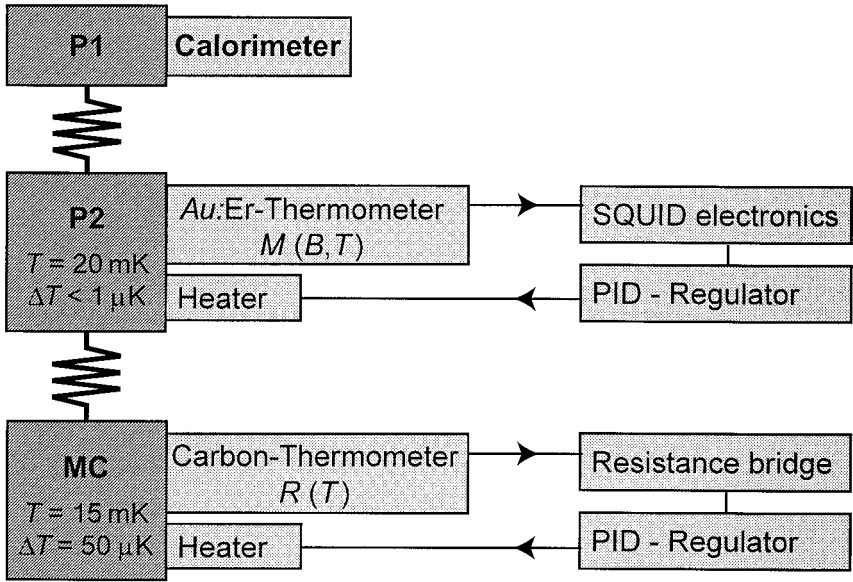 P1
Calorimeter
P2
T = 20 mK
ΔT < 1 μK
Au:Er-Thermometer
M (B,T)
Heater
SQUID electronics
PID - Regulator
MC
T = 15 mK
ΔT = 50 μK
Carbon-Thermometer
R (T)
Heater
Resistance bridge
PID - Regulator